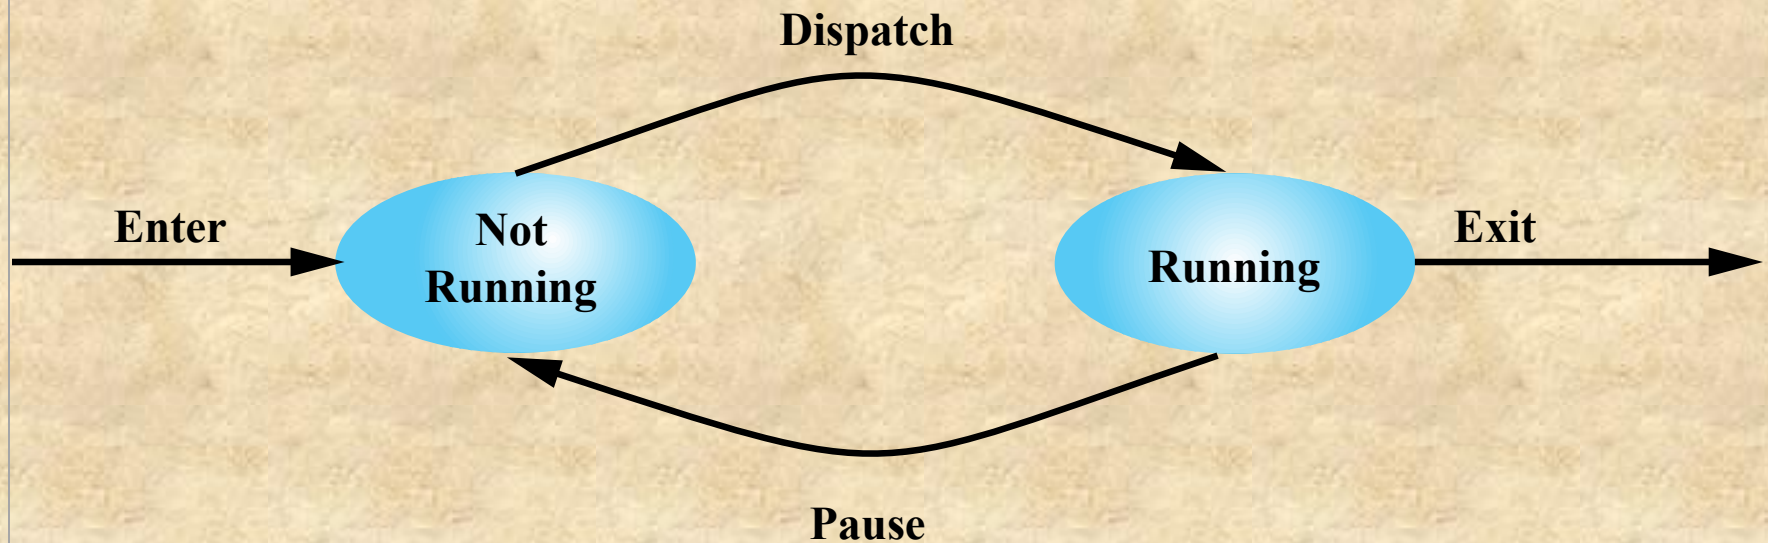 Dispatch
Enter
Not
Running
Running
Exit
Pause